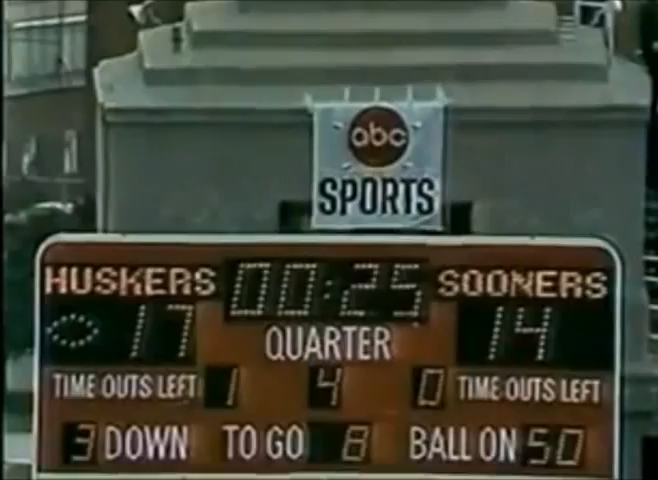 abc
SPORTS
HUSKERS 00:25 SOONERS
17 QUARTER 14
TIME OUTS LEFT 1 4 0 TIME OUTS LEFT
3 DOWN TO GO 8 BALL ON 50